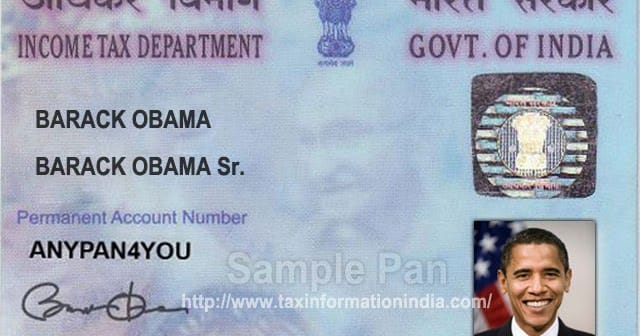 आयकर विभाग
भारत सरकार
INCOME TAX DEPARTMENT
GOVT. OF INDIA
BARACK OBAMA
BARACK OBAMA Sr.
Permanent Account Number
ANYPAN4YOU
Sample Pan
http://www.taxinformationindia.com/